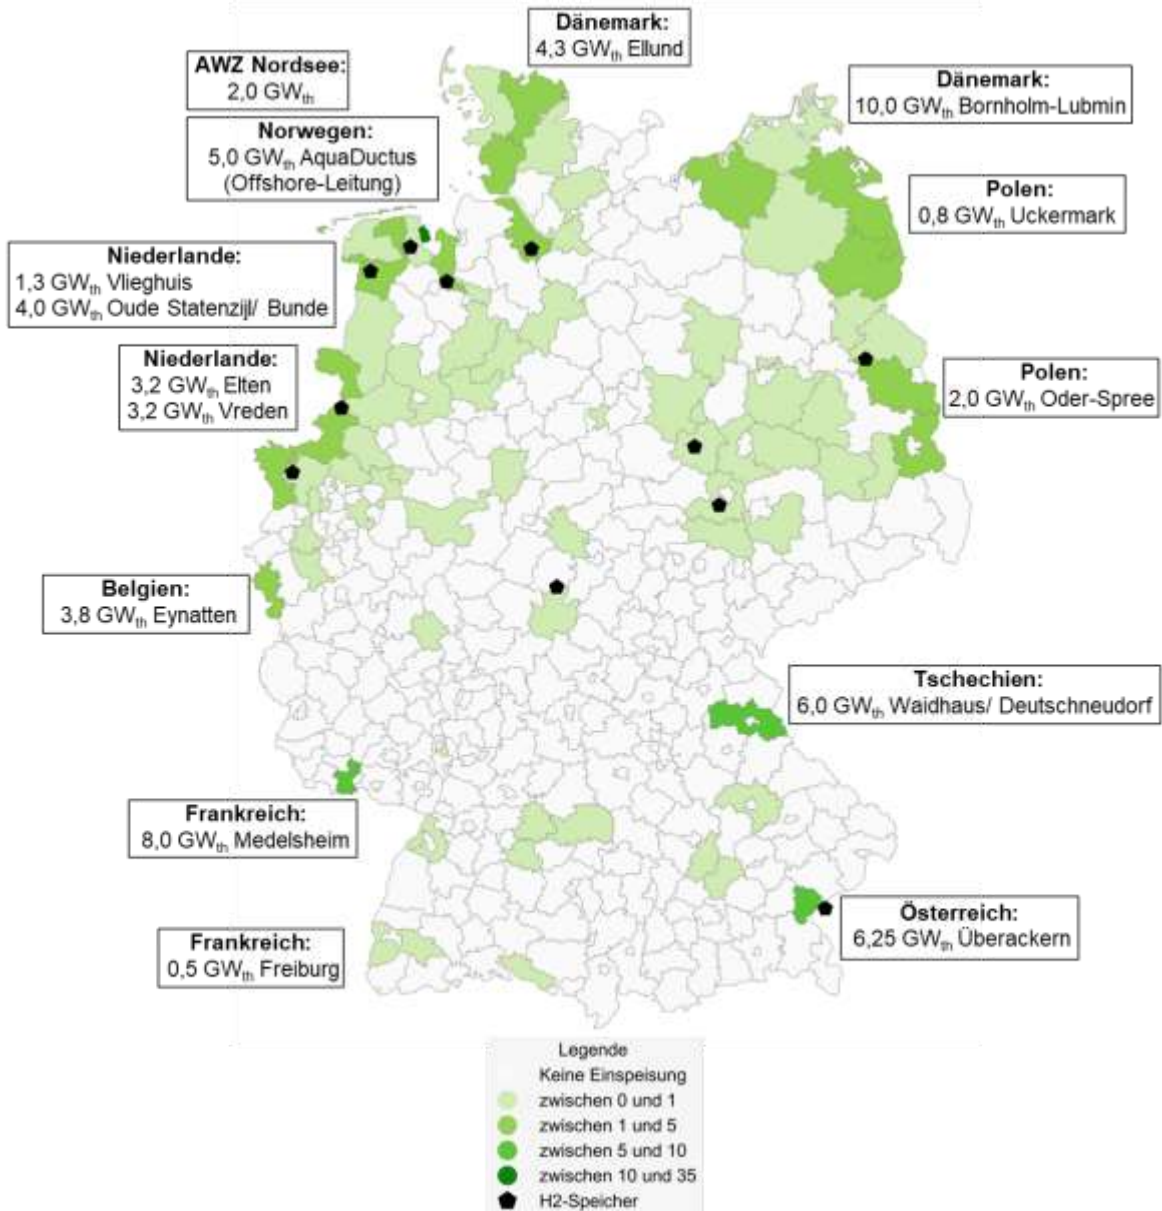 Dänemark:
4,3 GWth Ellund
AWZ Nordsee:
2,0 GWth
Dänemark:
10,0 GWth Bornholm-Lubmin
Norwegen:
5,0 GWth AquaDuctus
(Offshore-Leitung)
Polen:
0,8 GWth Uckermark
Niederlande:
1,3 GWth Vlieghuis
4,0 GWth Oude Statenzijl/ Bunde
Niederlande:
3,2 GWth Elten
3,2 GWth Vreden
Polen:
2,0 GWth Oder-Spree
Belgien:
3,8 GWth Eynatten
Tschechien:
6,0 GWth Waidhaus/ Deutschneudorf
Frankreich:
8,0 GWth Medelsheim
Österreich:
6,25 GWth Überackern
Frankreich:
0,5 GWth Freiburg
Legende
Keine Einspeisung
zwischen 0 und 1
zwischen 1 und 5
zwischen 5 und 10
zwischen 10 und 35
H2-Speicher